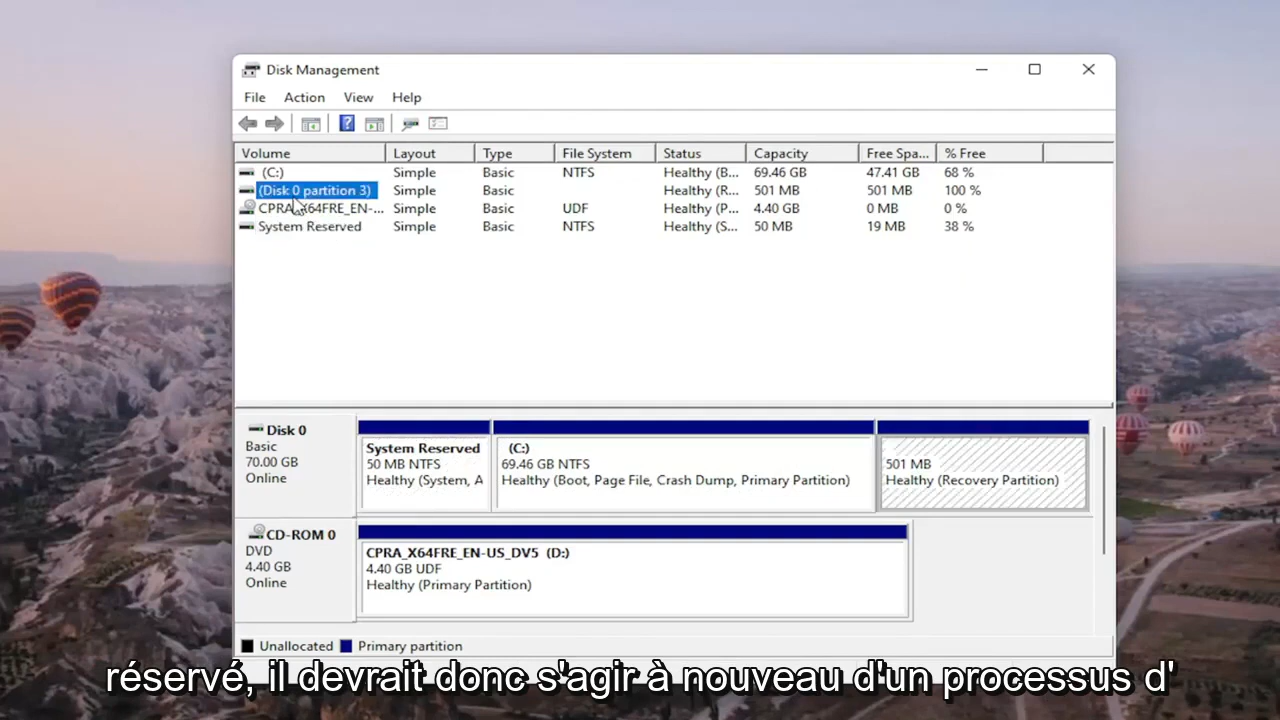 Disk Management
File Action View Help
Volume Layout Type File System Status Capacity Free Spa... % Free
(C:) Simple Basic NTFS Healthy (B... 69.46 GB 47.41 GB 68 %
(Disk 0 partition 3) Simple Basic Healthy (R... 501 MB 501 MB 100 %
CPRA_X64FRE_EN-... Simple Basic UDF Healthy (P... 4.40 GB 0 MB 0 %
System Reserved Simple Basic NTFS Healthy (S... 50 MB 19 MB 38 %
Disk 0
Basic
70.00 GB
Online
System Reserved
50 MB NTFS
Healthy (System, A
(C:)
69.46 GB NTFS
Healthy (Boot, Page File, Crash Dump, Primary Partition)
501 MB
Healthy (Recovery Partition)
CD-ROM 0
DVD
4.40 GB
Online
CPRA_X64FRE_EN-US_DV5 (D:)
4.40 GB UDF
Healthy (Primary Partition)
Unallocated Primary partition
réservé, il devrait donc s'agir à nouveau d'un processus d'